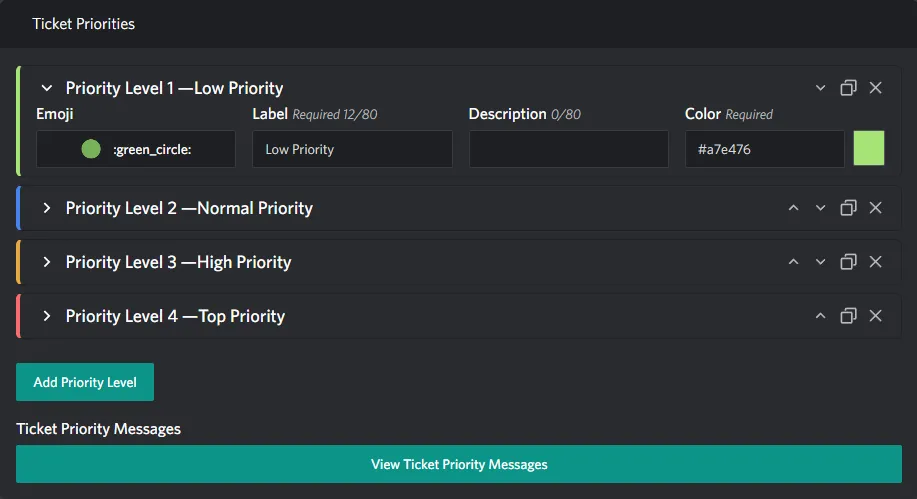 Ticket Priorities
Priority Level 1 —Low Priority
Emoji Label Required 12/80 Description 0/80 Color Required
:green_circle: Low Priority #a7e476
Priority Level 2 —Normal Priority
Priority Level 3 —High Priority
Priority Level 4 —Top Priority
Add Priority Level
Ticket Priority Messages
View Ticket Priority Messages